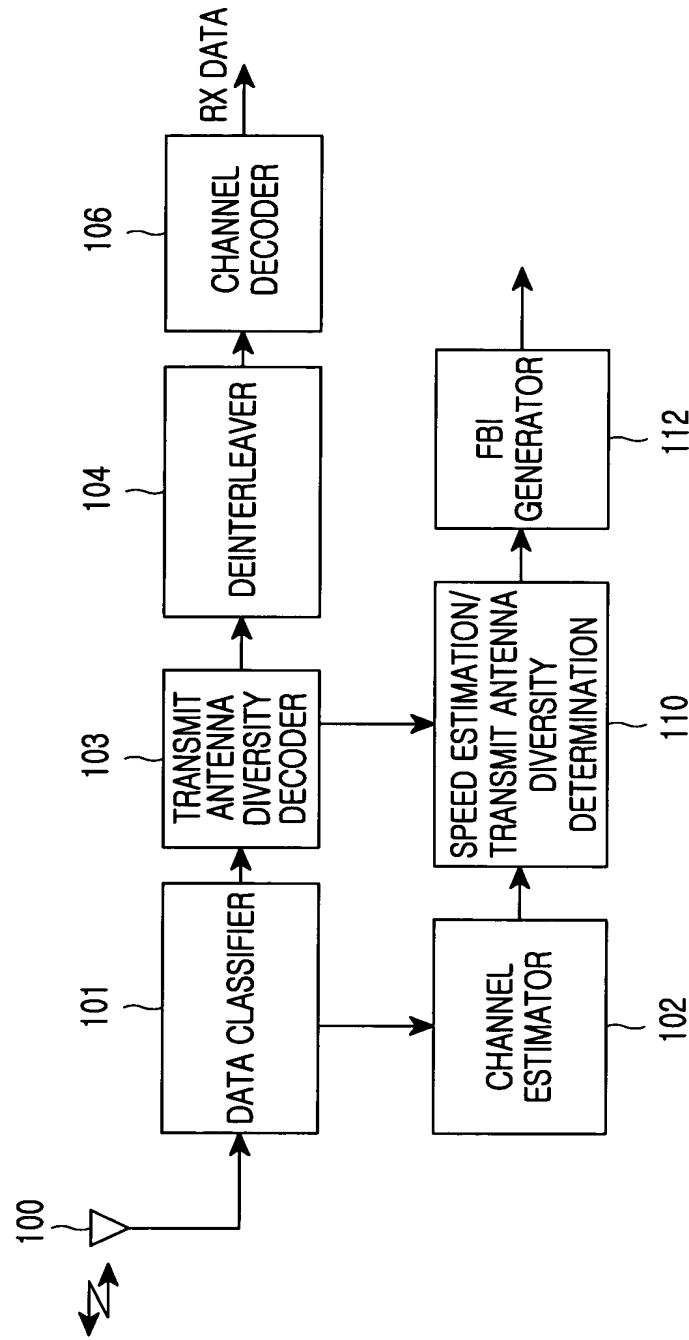 100
101
DATA CLASSIFIER
103
TRANSMIT
ANTENNA
DIVERSITY
DECODER
104
DEINTERLEAVER
106
CHANNEL
DECODER
RX DATA
CHANNEL
ESTIMATOR
102
SPEED ESTIMATION/
TRANSMIT ANTENNA
DIVERSITY
DETERMINATION
110
FBI
GENERATOR
112